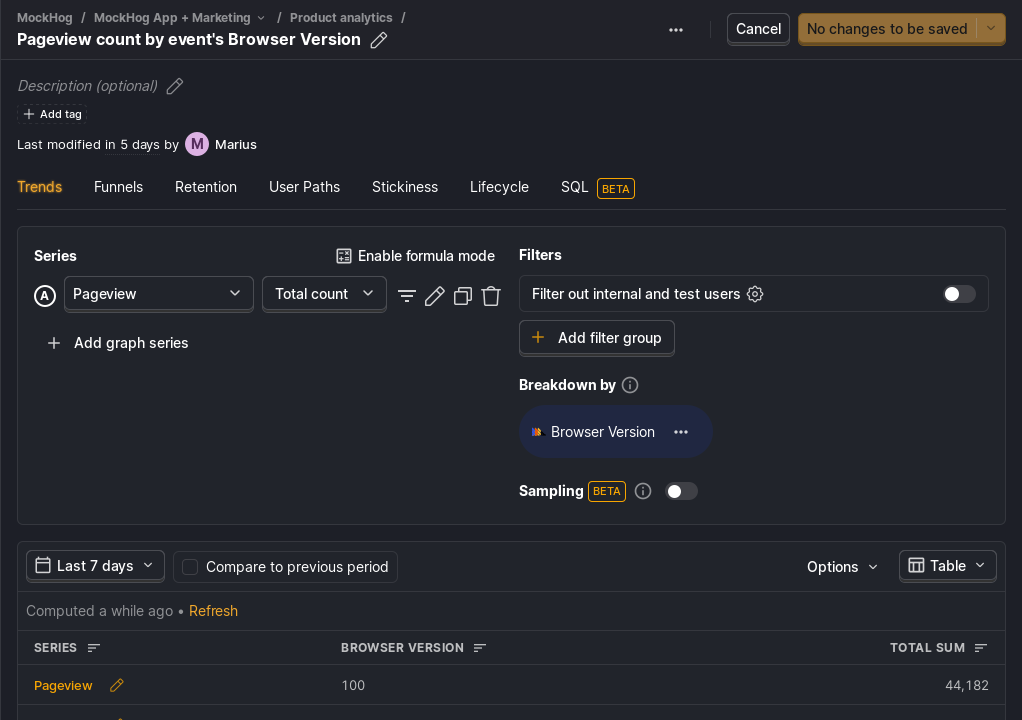 MockHog / MockHog App + Marketing / Product analytics /
Pageview count by event's Browser Version
Cancel
No changes to be saved
Description (optional)
Add tag
Last modified in 5 days by M Marius
Trends Funnels Retention User Paths Stickiness Lifecycle SQL BETA
Series
Enable formula mode
A Pageview Total count
Add graph series
Filters
Filter out internal and test users
Add filter group
Breakdown by
Browser Version
Sampling BETA
Last 7 days Compare to previous period Options Table
Computed a while ago • Refresh
SERIES BROWSER VERSION TOTAL SUM
Pageview 100 44,182